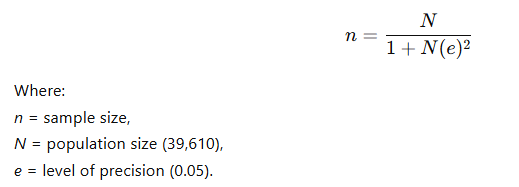 n = N / 1 + N(e)²
Where:
n = sample size,
N = population size (39,610),
e = level of precision (0.05).